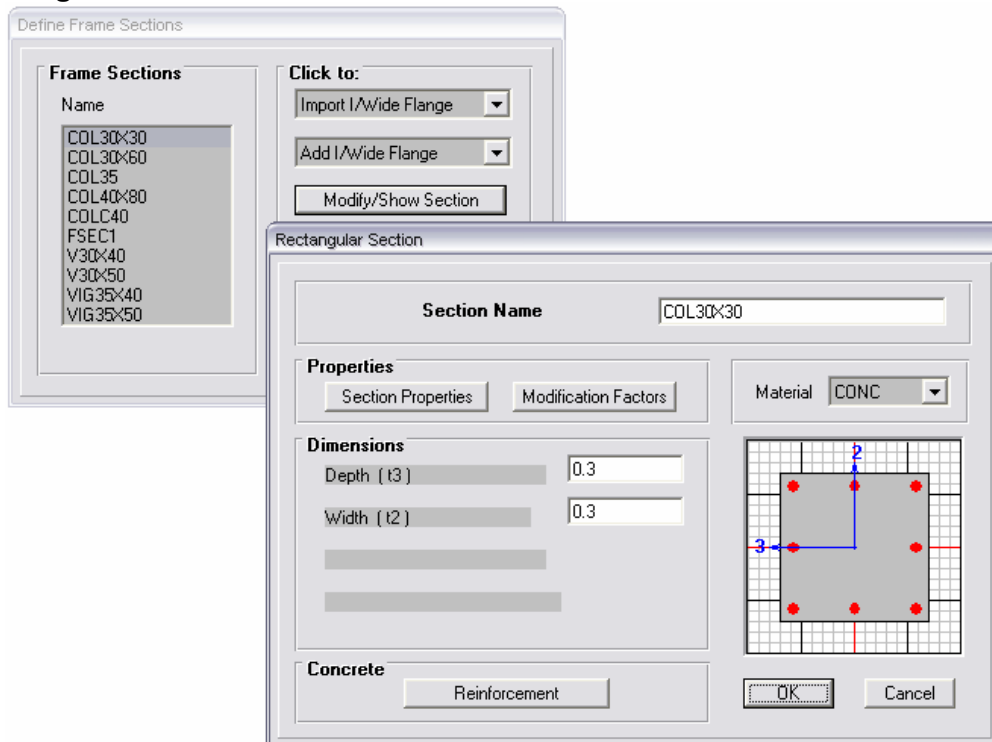 Define Frame Sections
Frame Sections
Name
COL30X30
COL30X60
COL35
COL40X80
COLC40
FSEC1
V30X40
V30X50
VIG35X40
VIG35X50
Click to:
Import I/Wide Flange
Add I/Wide Flange
Modify/Show Section
Rectangular Section
Section Name
COL30X30
Properties
Section Properties
Modification Factors
Material
CONC
Dimensions
Depth ( t3 )
0.3
Width ( t2 )
0.3
2
3
Concrete
Reinforcement
OK
Cancel